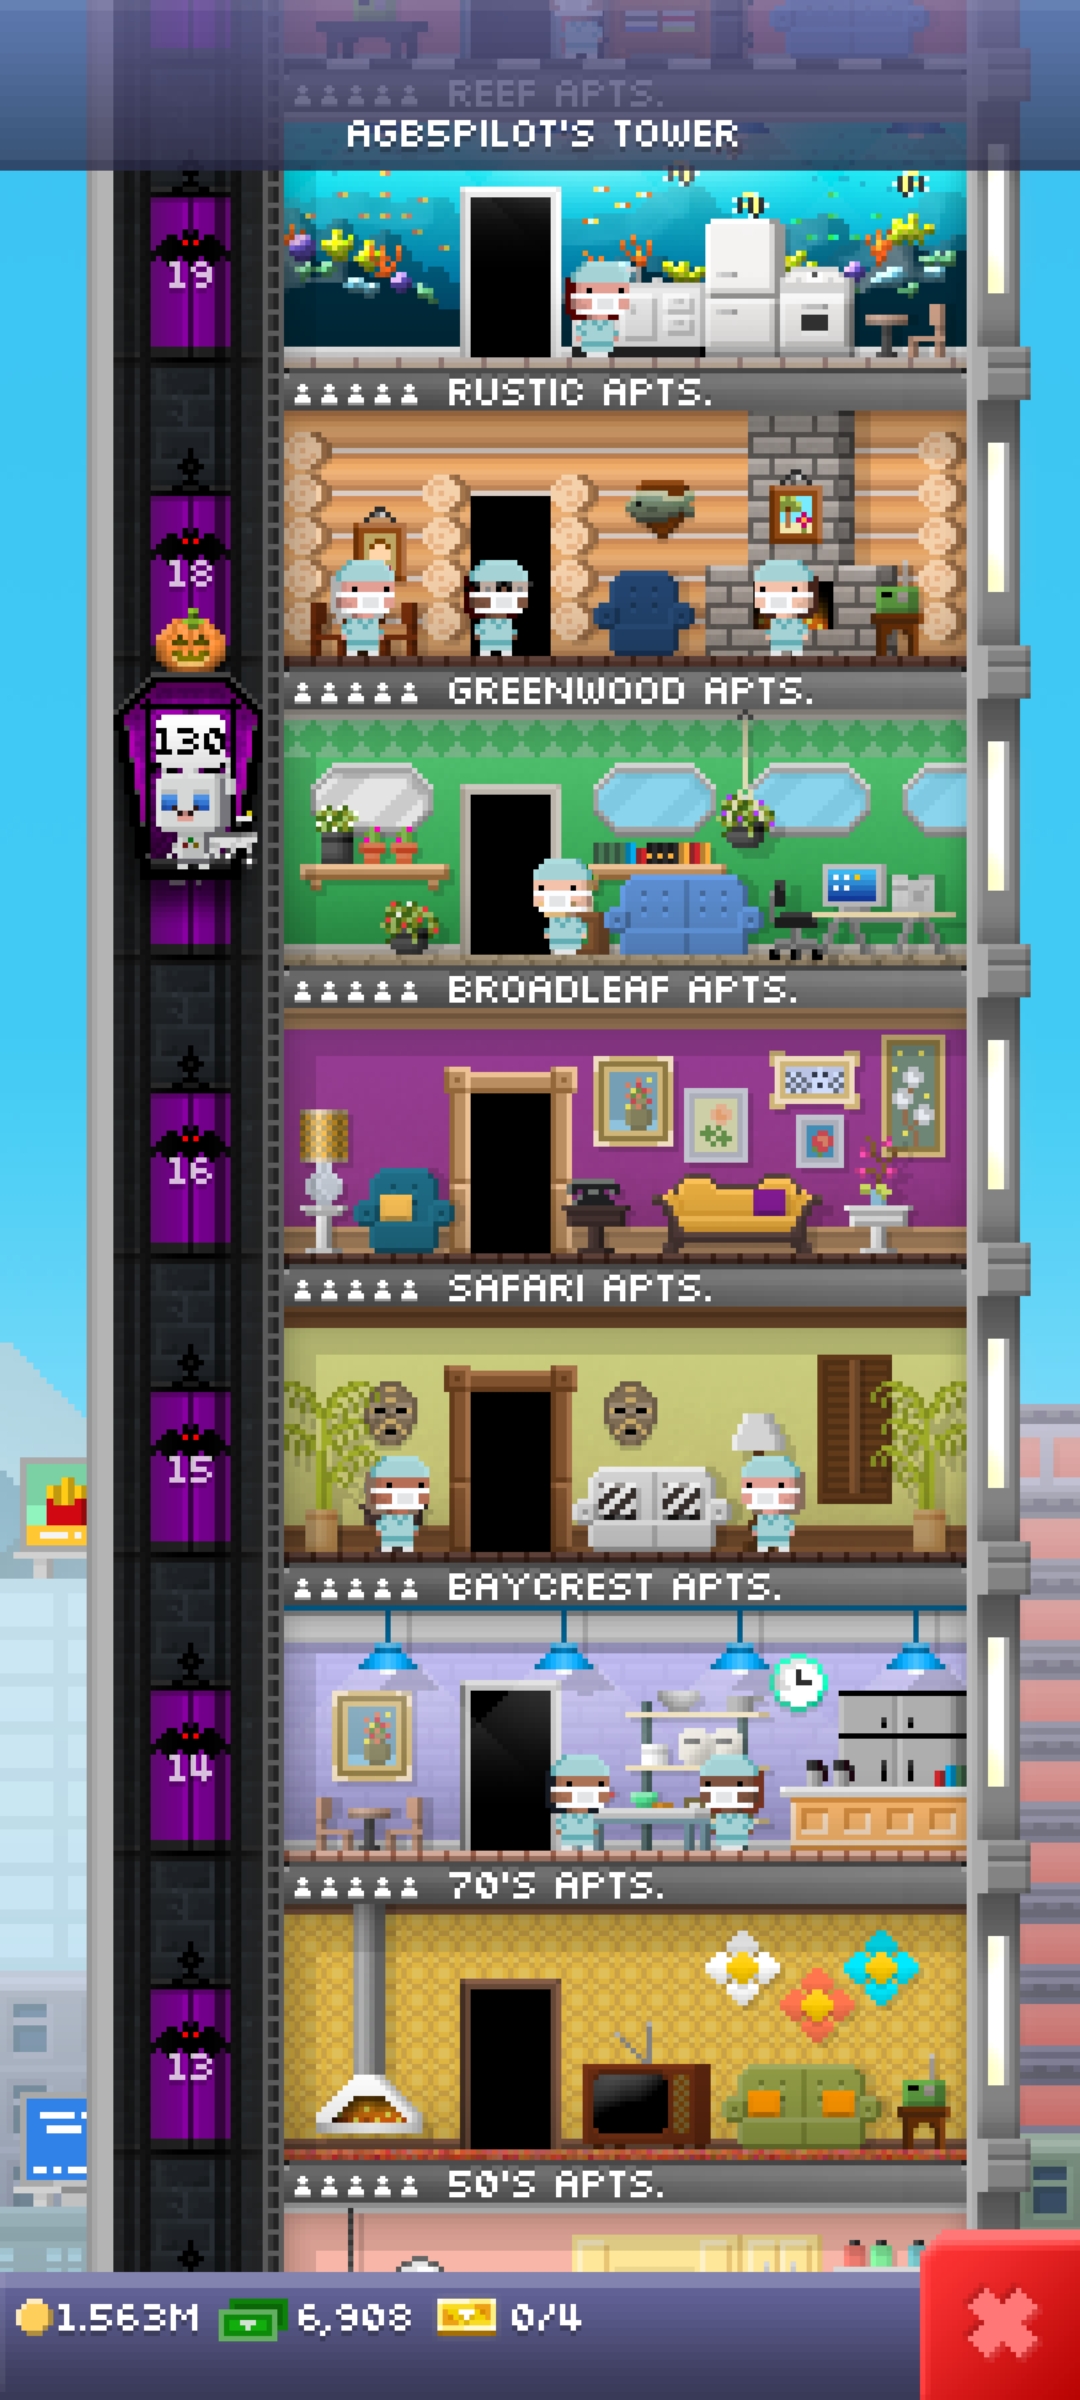 REEF APTS.
AGB5PILOT'S TOWER
19
RUSTIC APTS.
18
GREENWOOD APTS.
130
BROADLEAF APTS.
16
SAFARI APTS.
15
BAYCREST APTS.
14
70'S APTS.
13
50'S APTS.
1.563M 6,908 0/4